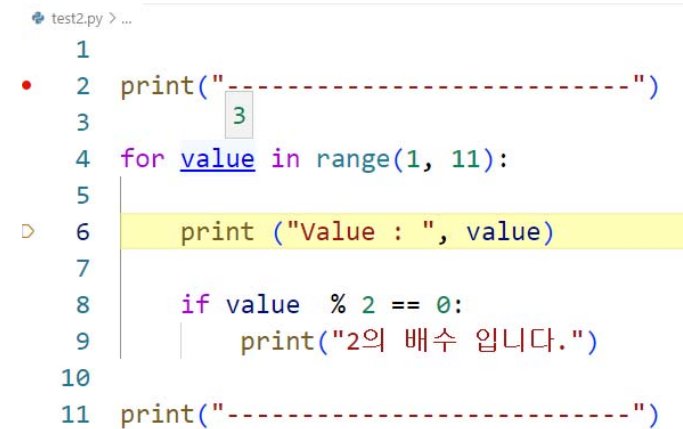 test2.py > ...
1
2 print("---------------------------")
3
3
4 for value in range(1, 11):
5
6 print ("Value : ", value)
7
8 if value % 2 == 0:
9 print("2의 배수 입니다.")
10
11 print("---------------------------")